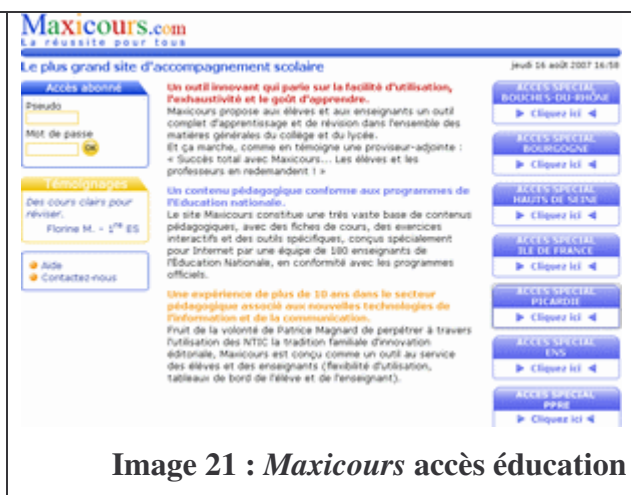 Maxicours.com
La réussite pour tous
Le plus grand site d'accompagnement scolaire
jeudi 16 août 2007 16:58
Accès abonné
Pseudo
Mot de passe
OK
Témoignages
Des cours clairs pour
réviser.
Florine M. - 1re ES
Aide
Contactez-nous
Un outil innovant qui parie sur la facilité d'utilisation,
l'exhaustivité et le goût d'apprendre.
Maxicours propose aux élèves et aux enseignants un outil
complet d'apprentissage et de révision dans l'ensemble des
matières générales du collège et du lycée.
Et ça marche, comme en témoigne une proviseur-adjointe :
« Succès total avec Maxicours... Les élèves et les
professeurs en redemandent ! »
Un contenu pédagogique conforme aux programmes de
l'Education nationale.
Le site Maxicours constitue une très vaste base de contenus
pédagogiques, avec des fiches de cours, des exercices
interactifs et des outils spécifiques, conçus spécialement
pour Internet par une équipe de 180 enseignants de
l'Éducation Nationale, en conformité avec les programmes
officiels.
Une expérience de plus de 10 ans dans le secteur
pédagogique associé aux nouvelles technologies de
l'information et de la communication.
Fruit de la volonté de Patrice Magnard de perpétrer à travers
l'utilisation des NTIC la tradition familiale d'innovation
éditoriale, Maxicours est conçu comme un outil au service
des élèves et des enseignants (flexibilité d'utilisation,
tableaux de bord de l'élève et de l'enseignant).
ACCES SPECIAL
BOUCHES-DU-RHÔNE
Cliquez ici
ACCES SPECIAL
BOURGOGNE
Cliquez ici
ACCES SPECIAL
HAUTS DE SEINE
Cliquez ici
ACCES SPECIAL
ILE DE FRANCE
Cliquez ici
ACCES SPECIAL
PICARDIE
Cliquez ici
ACCES SPECIAL
ENS
Cliquez ici
ACCES SPECIAL
PPRE
Cliquez ici
Image 21 : Maxicours accès éducation